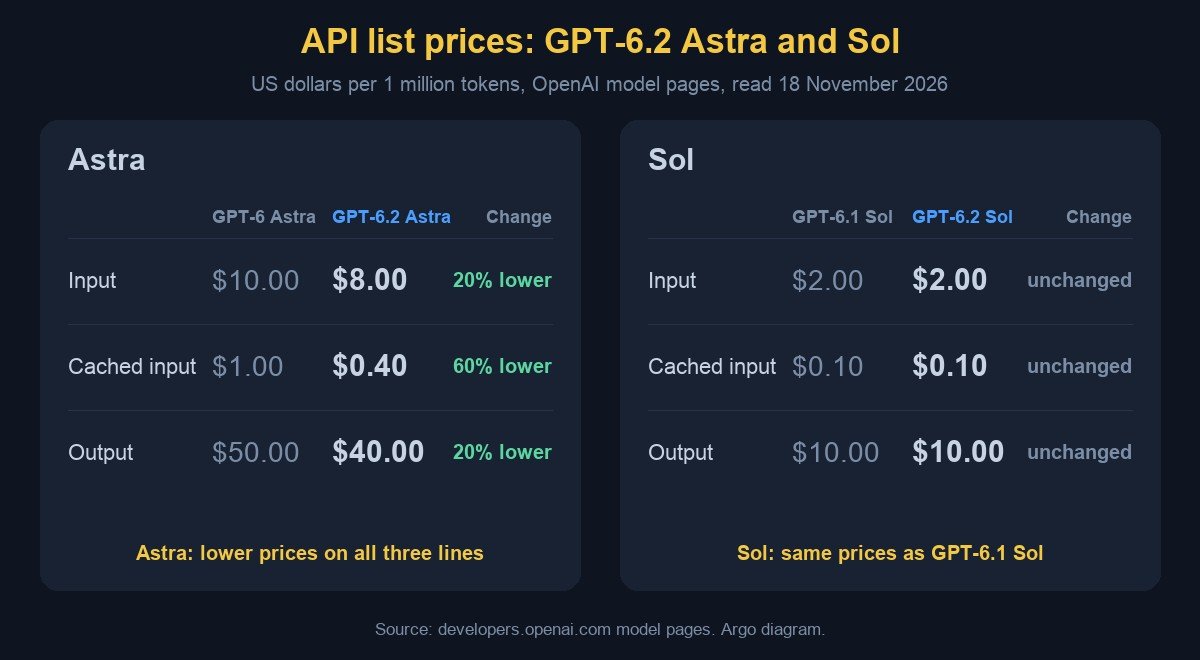 API list prices: GPT-6.2 Astra and Sol
US dollars per 1 million tokens, OpenAI model pages, read 18 November 2026
Astra
GPT-6 Astra GPT-6.2 Astra Change
Input $10.00 $8.00 20% lower
Cached input $1.00 $0.40 60% lower
Output $50.00 $40.00 20% lower
Astra: lower prices on all three lines
Sol
GPT-6.1 Sol GPT-6.2 Sol Change
Input $2.00 $2.00 unchanged
Cached input $0.10 $0.10 unchanged
Output $10.00 $10.00 unchanged
Sol: same prices as GPT-6.1 Sol
Source: developers.openai.com model pages. Argo diagram.